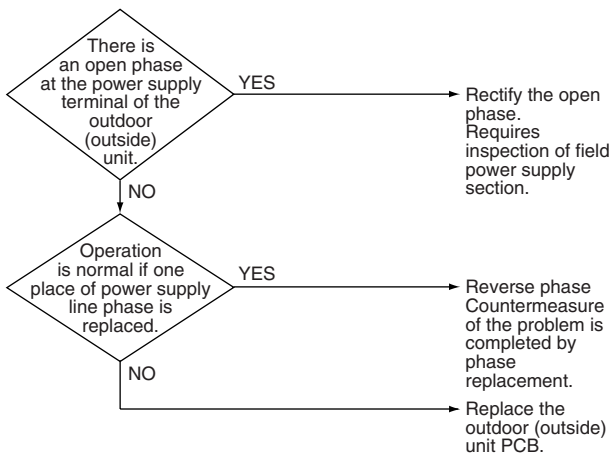 There is
an open phase
at the power supply
terminal of the
outdoor
(outside)
unit.
YES
Rectify the open
phase.
Requires
inspection of field
power supply
section.
NO
Operation
is normal if one
place of power supply
line phase is
replaced.
YES
Reverse phase
Countermeasure
of the problem is
completed by
phase
replacement.
NO
Replace the
outdoor (outside)
unit PCB.